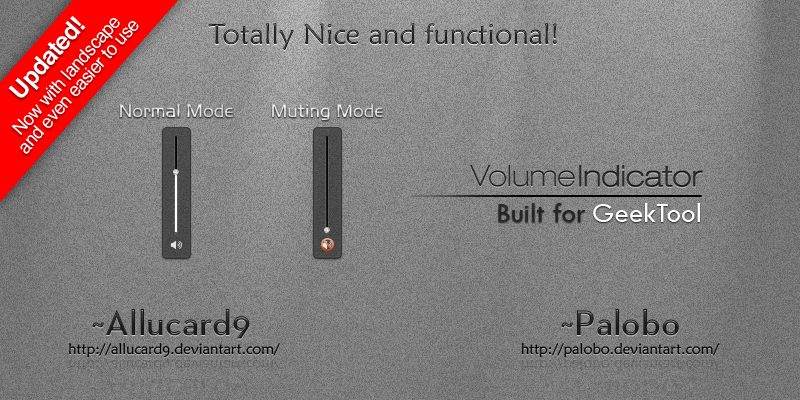 Updated!
Now with landscape
and even easier to use
Totally Nice and functional!
Normal Mode
Muting Mode
VolumeIndicator
Built for GeekTool
~Allucard9
http://allucard9.deviantart.com/
~Palobo
http://palobo.deviantart.com/